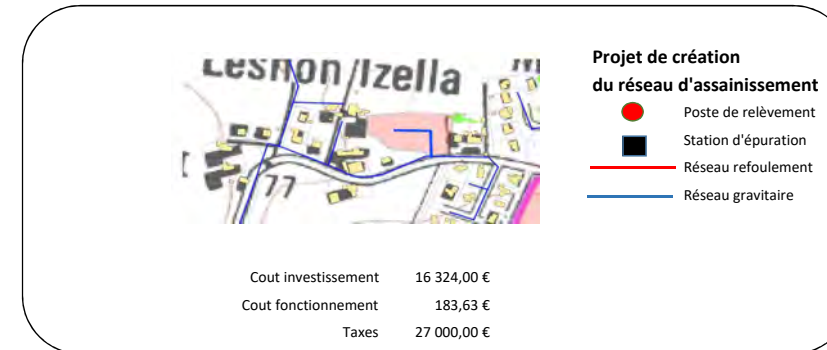 Lesnon Izella
77
Projet de création
du réseau d'assainissement
Poste de relèvement
Station d'épuration
Réseau refoulement
Réseau gravitaire
Cout investissement 16 324,00 €
Cout fonctionnement 183,63 €
Taxes 27 000,00 €